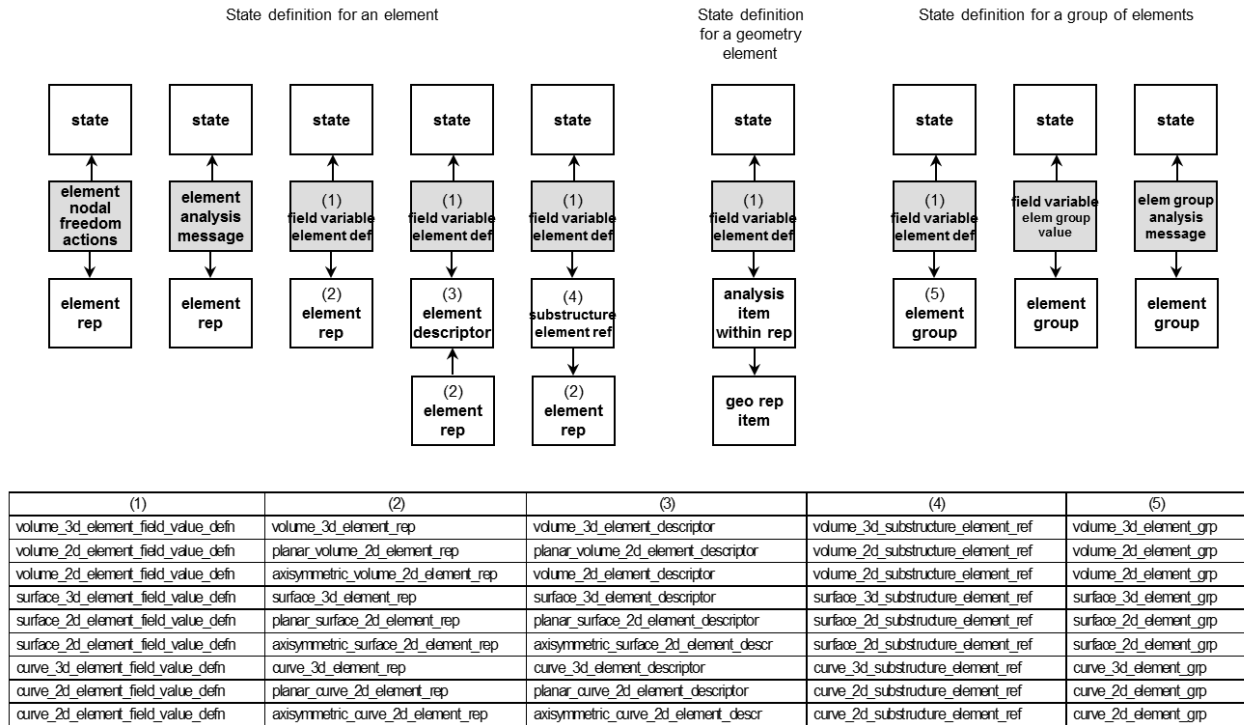 State definition for an element
State definition
for a geometry
element
State definition for a group of elements
state
state
state
state
state
state
state
state
state
element
nodal
freedom
actions
element
analysis
message
(1)
field variable
element def
(1)
field variable
element def
(1)
field variable
element def
(1)
field variable
element def
(1)
field variable
element def
field variable
elem group
value
elem group
analysis
message
element
rep
element
rep
(2)
element
rep
(3)
element
descriptor
(4)
substructure
element ref
analysis
item
within rep
(5)
element
group
element
group
element
group
(2)
element
rep
(2)
element
rep
geo rep
item
(1) (2) (3) (4) (5)
volume_3d_element_field_value_defn volume_3d_element_rep volume_3d_element_descriptor volume_3d_substructure_element_ref volume_3d_element_grp
volume_2d_element_field_value_defn planar_volume_2d_element_rep planar_volume_2d_element_descriptor volume_2d_substructure_element_ref volume_2d_element_grp
volume_2d_element_field_value_defn axisymmetric_volume_2d_element_rep volume_2d_element_descriptor volume_2d_substructure_element_ref volume_2d_element_grp
surface_3d_element_field_value_defn surface_3d_element_rep surface_3d_element_descriptor surface_3d_substructure_element_ref surface_3d_element_grp
surface_2d_element_field_value_defn planar_surface_2d_element_rep planar_surface_2d_element_descriptor surface_2d_substructure_element_ref surface_2d_element_grp
surface_2d_element_field_value_defn axisymmetric_surface_2d_element_rep axisymmetric_surface_2d_element_descr surface_2d_substructure_element_ref surface_2d_element_grp
curve_3d_element_field_value_defn curve_3d_element_rep curve_3d_element_descriptor curve_3d_substructure_element_ref curve_3d_element_grp
curve_2d_element_field_value_defn planar_curve_2d_element_rep planar_curve_2d_element_descriptor curve_2d_substructure_element_ref curve_2d_element_grp
curve_2d_element_field_value_defn axisymmetric_curve_2d_element_rep axisymmetric_curve_2d_element_descr curve_2d_substructure_element_ref curve_2d_element_grp